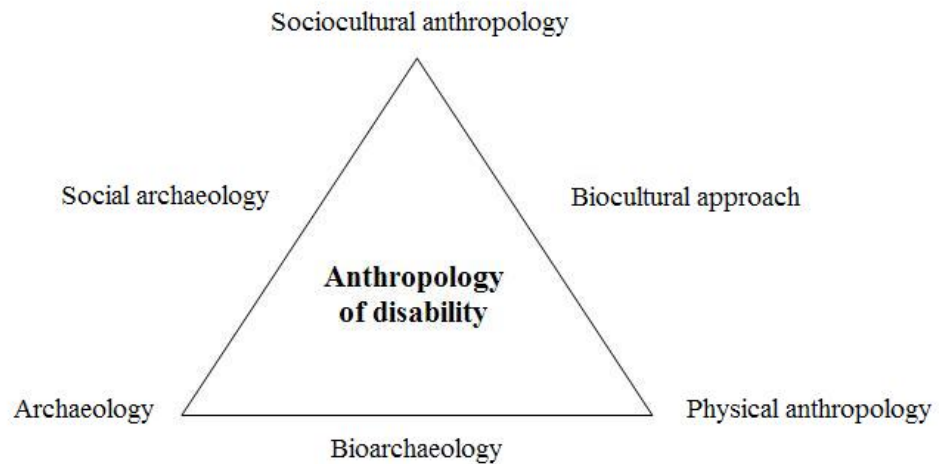 Sociocultural anthropology
Social archaeology
Biocultural approach
Anthropology
of disability
Archaeology
Physical anthropology
Bioarchaeology